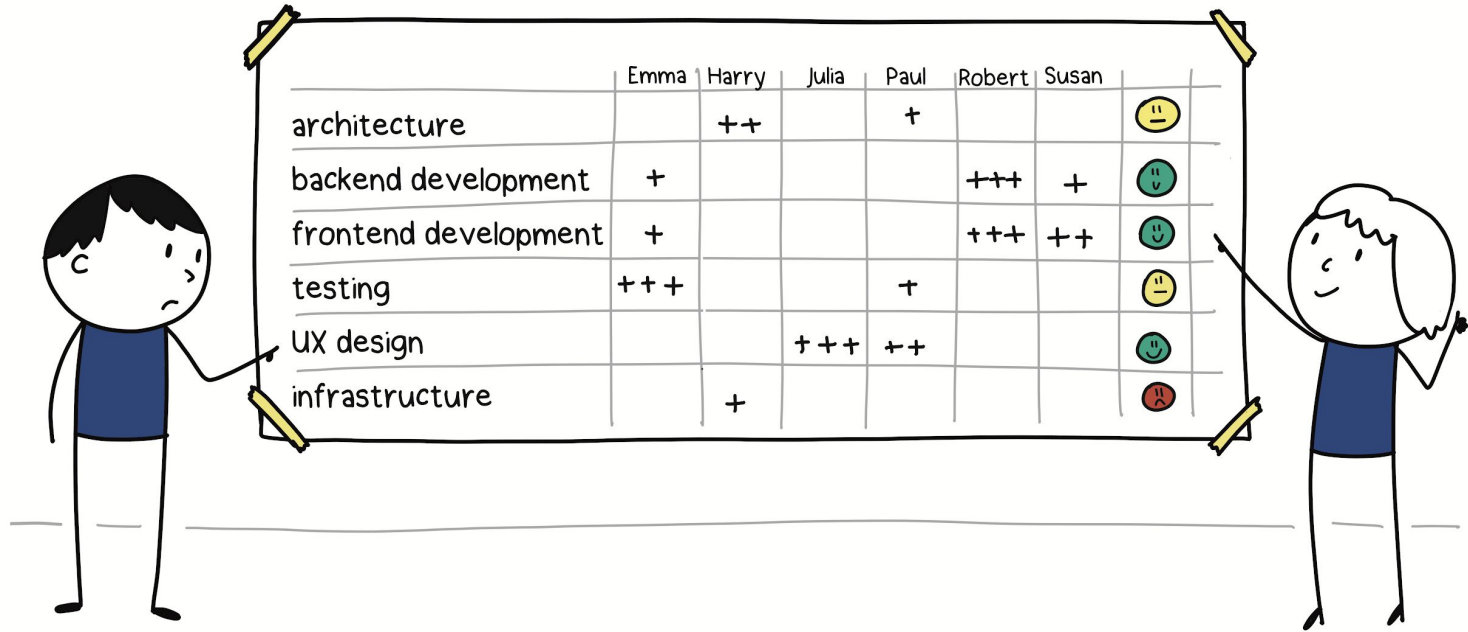 Emma Harry Julia Paul Robert Susan
architecture ++ +
backend development + +++ +
frontend development + +++ ++
testing +++ +
UX design +++ ++
infrastructure +